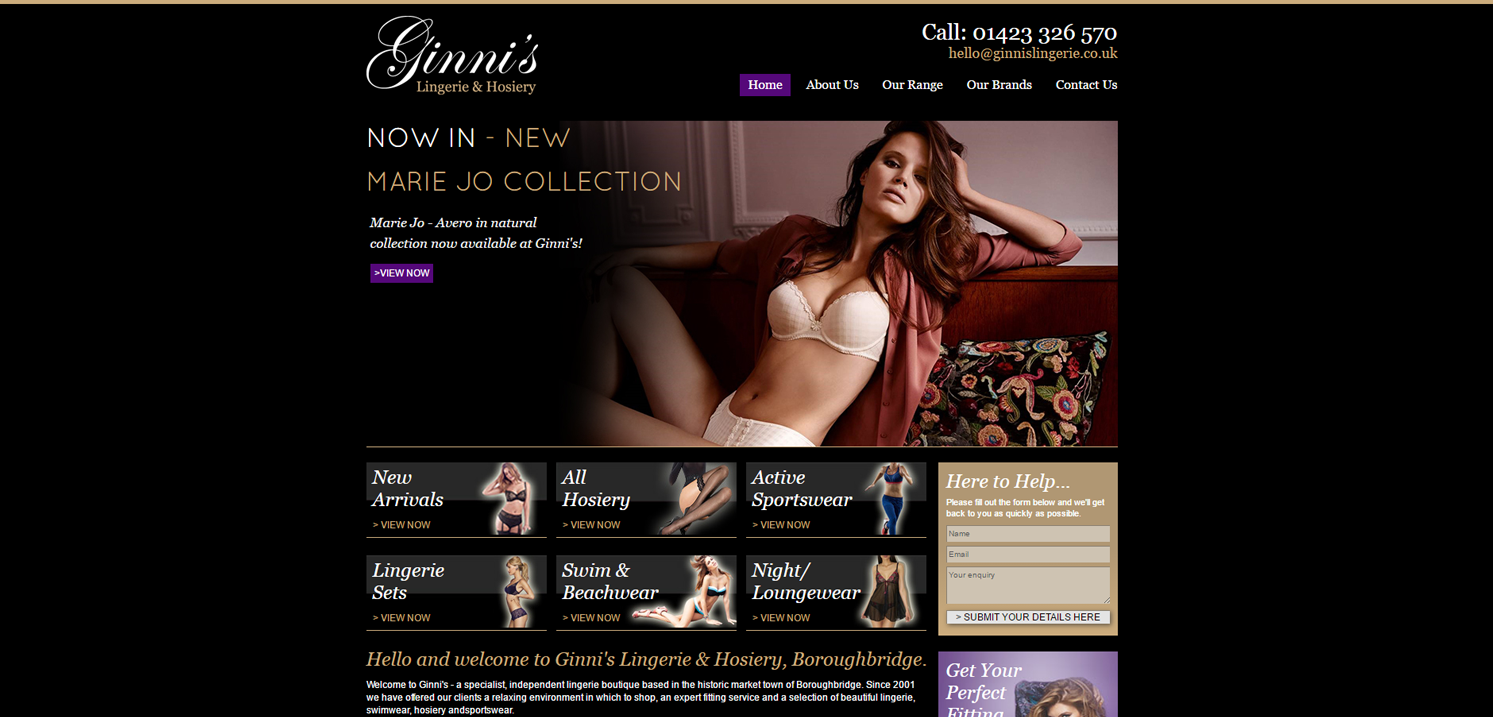 Ginni's
Lingerie & Hosiery
Call: 01423 326 570
hello@ginnislingerie.co.uk
Home
About Us
Our Range
Our Brands
Contact Us
NOW IN - NEW
MARIE JO COLLECTION
Marie Jo - Avero in natural
collection now available at Ginni's!
>VIEW NOW
New
Arrivals
> VIEW NOW
All
Hosiery
> VIEW NOW
Active
Sportswear
> VIEW NOW
Here to Help...
Please fill out the form below and we'll get
back to you as quickly as possible.
Name
Email
Your enquiry
> SUBMIT YOUR DETAILS HERE
Lingerie
Sets
> VIEW NOW
Swim &
Beachwear
> VIEW NOW
Night/
Loungewear
> VIEW NOW
Hello and welcome to Ginni's Lingerie & Hosiery, Boroughbridge.
Welcome to Ginni's - a specialist, independent lingerie boutique based in the historic market town of Boroughbridge. Since 2001
we have offered our clients a relaxing environment in which to shop, an expert fitting service and a selection of beautiful lingerie,
swimwear, hosiery andsportswear.
Get Your
Perfect
Fitting